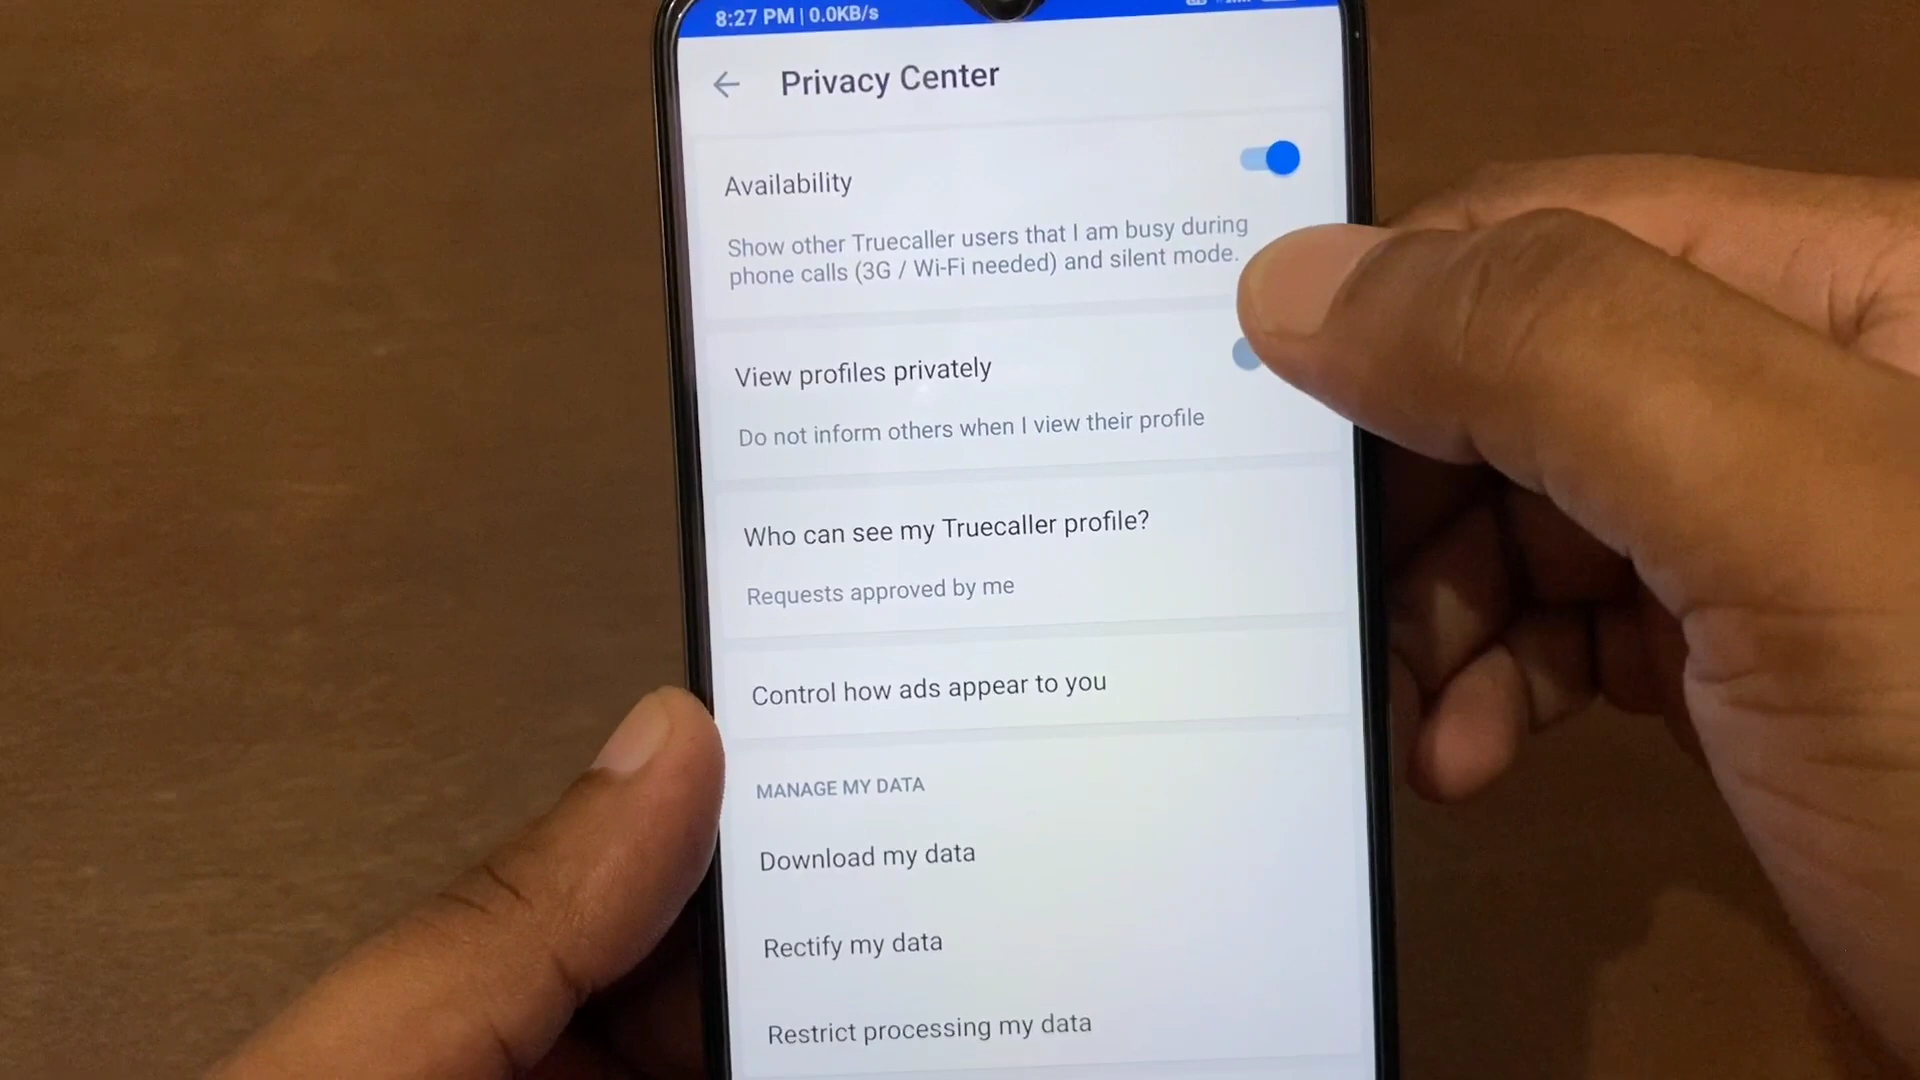 8:27 PM | 0.0KB/s
Privacy Center
Availability
Show other Truecaller users that I am busy during
phone calls (3G / Wi-Fi needed) and silent mode.
View profiles privately
Do not inform others when I view their profile
Who can see my Truecaller profile?
Requests approved by me
Control how ads appear to you
MANAGE MY DATA
Download my data
Rectify my data
Restrict processing my data